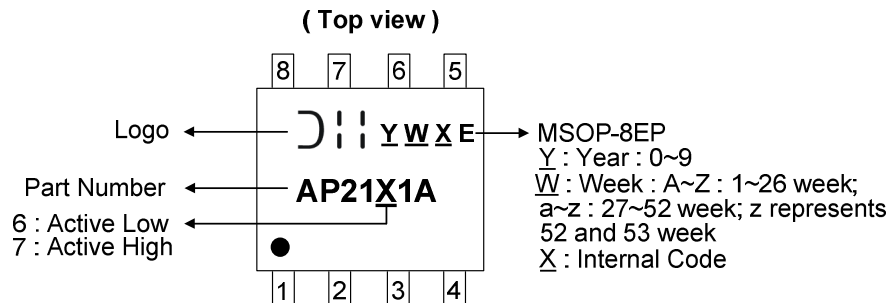 ( Top view )
8 7 6 5
Logo
Y W X E
MSOP-8EP
Y : Year : 0~9
W : Week : A~Z : 1~26 week;
a~z : 27~52 week; z represents
52 and 53 week
X : Internal Code
Part Number
AP21X1A
6 : Active Low
7 : Active High
1 2 3 4